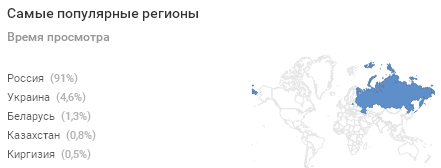 Самые популярные регионы
Время просмотра
Россия (91%)
Украина (4,6%)
Беларусь (1,3%)
Казахстан (0,8%)
Киргизия (0,5%)